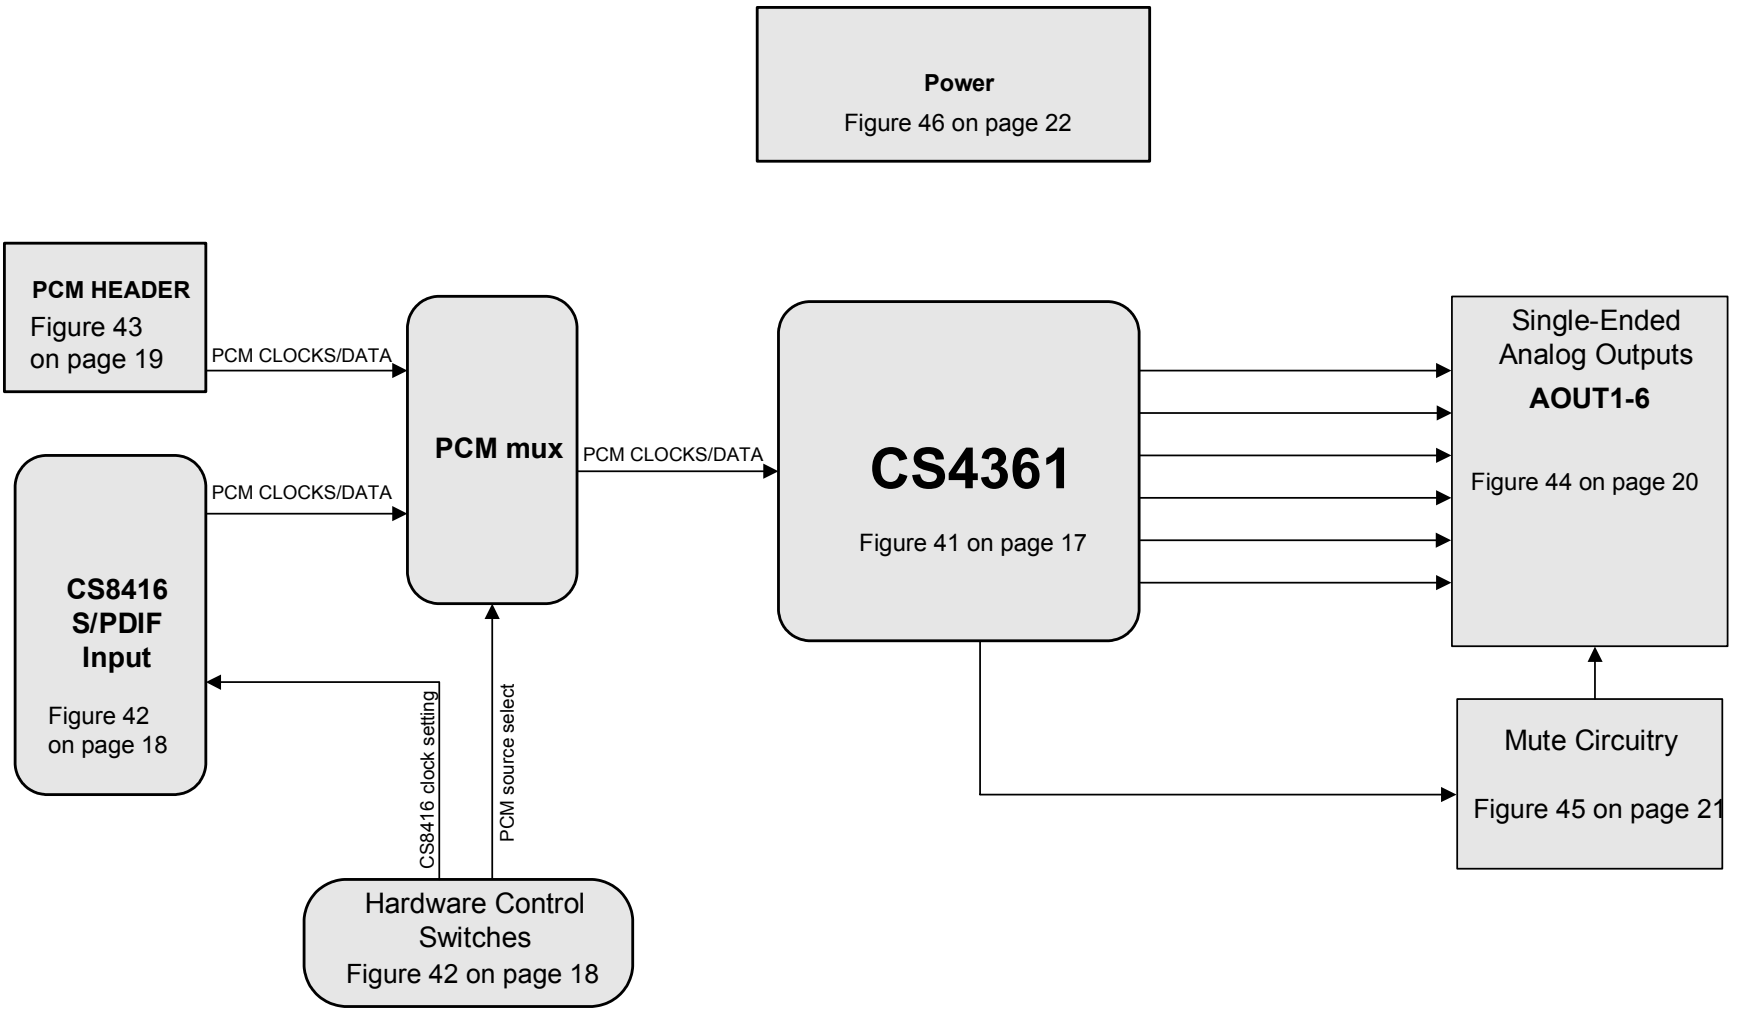 Power
Figure 46 on page 22
PCM HEADER
Figure 43
on page 19
PCM CLOCKS/DATA
CS8416
S/PDIF
Input
Figure 42
on page 18
PCM CLOCKS/DATA
PCM mux
PCM CLOCKS/DATA
CS4361
Figure 41 on page 17
Single-Ended
Analog Outputs
AOUT1-6
Figure 44 on page 20
Mute Circuitry
Figure 45 on page 21
CS8416 clock setting
PCM source select
Hardware Control
Switches
Figure 42 on page 18